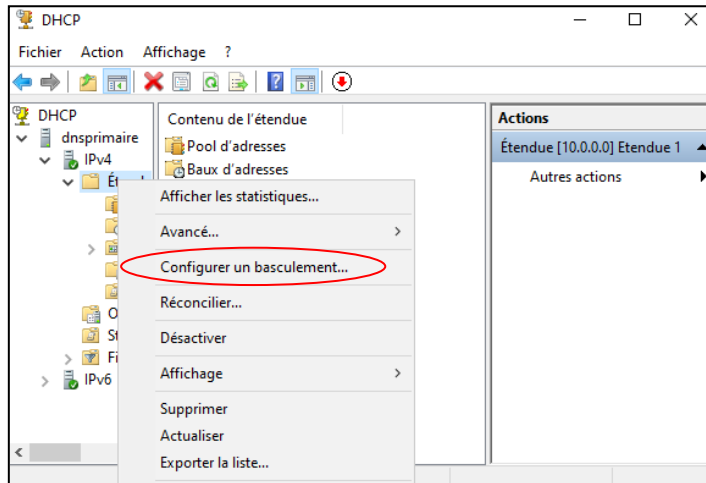 DHCP
Fichier Action Affichage ?
DHCP
dnsprimaire
IPv4
IPv6
Contenu de l'étendue
Pool d'adresses
Baux d'adresses
Afficher les statistiques...
Avancé...
Configurer un basculement...
Réconcilier...
Désactiver
Affichage
Supprimer
Actualiser
Exporter la liste...
Actions
Étendue [10.0.0.0] Etendue 1
Autres actions